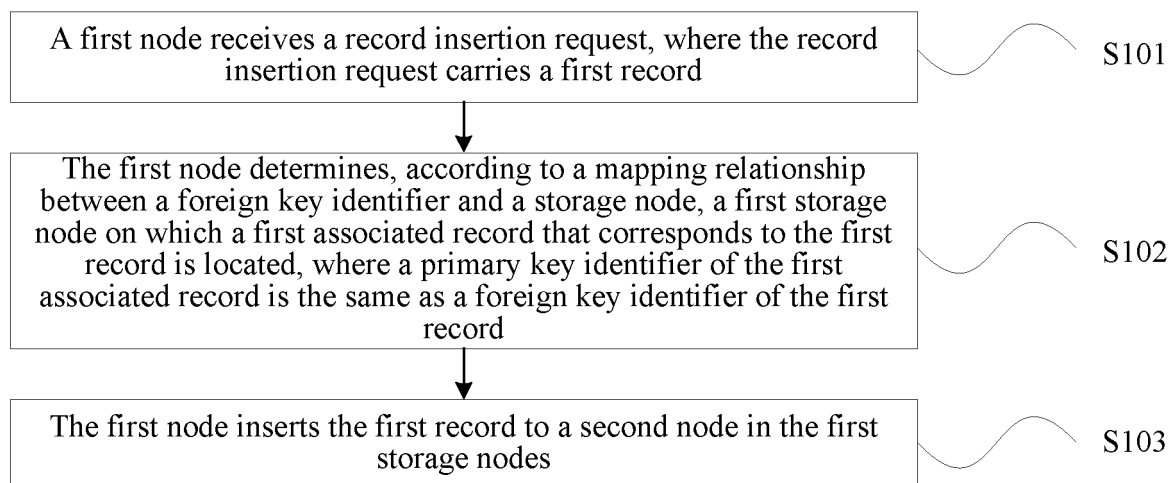 A first node receives a record insertion request, where the record
insertion request carries a first record
S101
The first node determines, according to a mapping relationship
between a foreign key identifier and a storage node, a first storage
node on which a first associated record that corresponds to the first
record is located, where a primary key identifier of the first
associated record is the same as a foreign key identifier of the first
record
S102
The first node inserts the first record to a second node in the first
storage nodes
S103